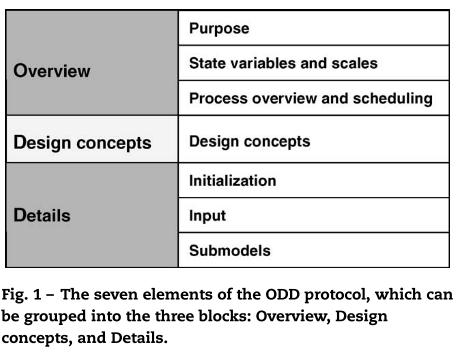 Overview
Purpose
State variables and scales
Process overview and scheduling
Design concepts
Design concepts
Details
Initialization
Input
Submodels
Fig. 1 – The seven elements of the ODD protocol, which can
be grouped into the three blocks: Overview, Design
concepts, and Details.